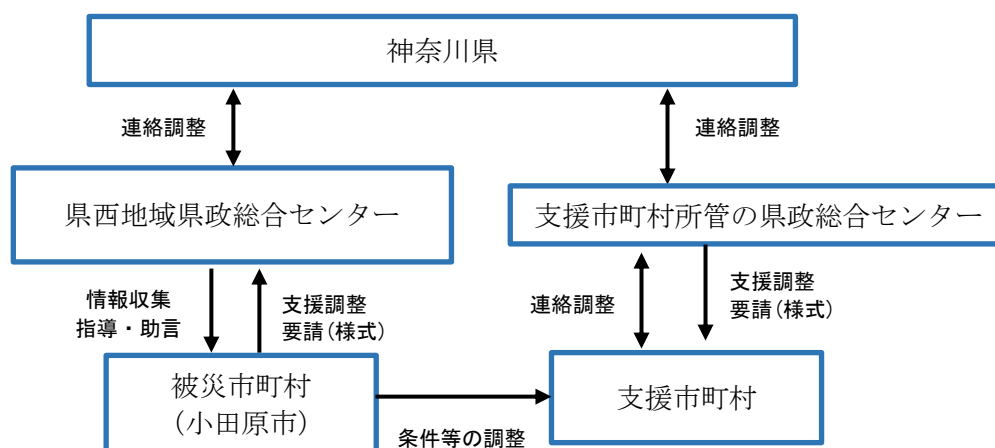 神奈川県
連絡調整
連絡調整
県西地域県政総合センター
支援市町村所管の県政総合センター
情報収集
指導・助言
支援調整
要請(様式)
連絡調整
支援調整
要請(様式)
被災市町村
(小田原市)
支援市町村
条件等の調整